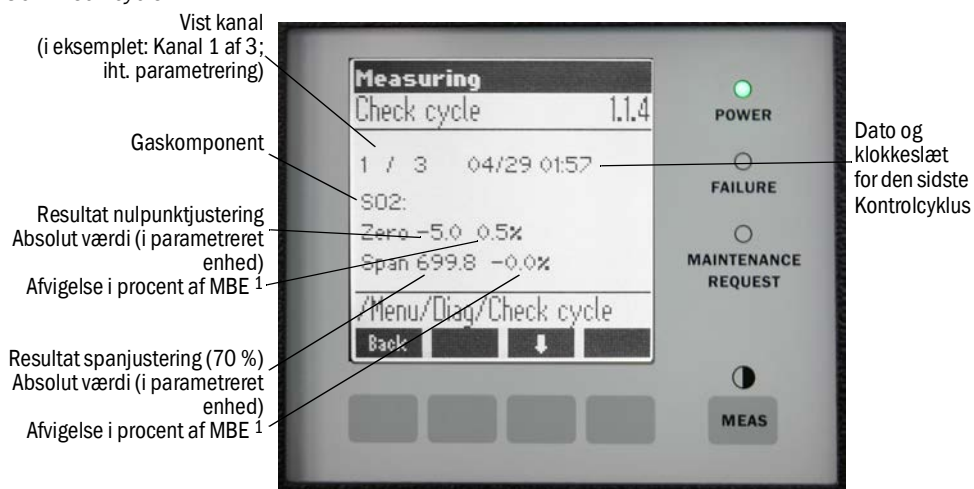 Vist kanal
(i eksemplet: Kanal 1 af 3;
iht. parametrering)
Gaskomponent
Resultat nulpunktjustering
Absolut værdi (i parametreret
enhed)
Afvigelse i procent af MBE 1
Resultat spanjustering (70 %)
Absolut værdi (i parametreret
enhed)
Afvigelse i procent af MBE 1
Measuring
Check cycle 1.1.4
1 / 3 04/29 01:57
SO2:
Zero -5.0 0.5%
Span 699.8 -0.0%
/Menu/Diag/Check cycle
Back
POWER
FAILURE
MAINTENANCE
REQUEST
MEAS
Dato og
klokkeslæt
for den sidste
Kontrolcyklus